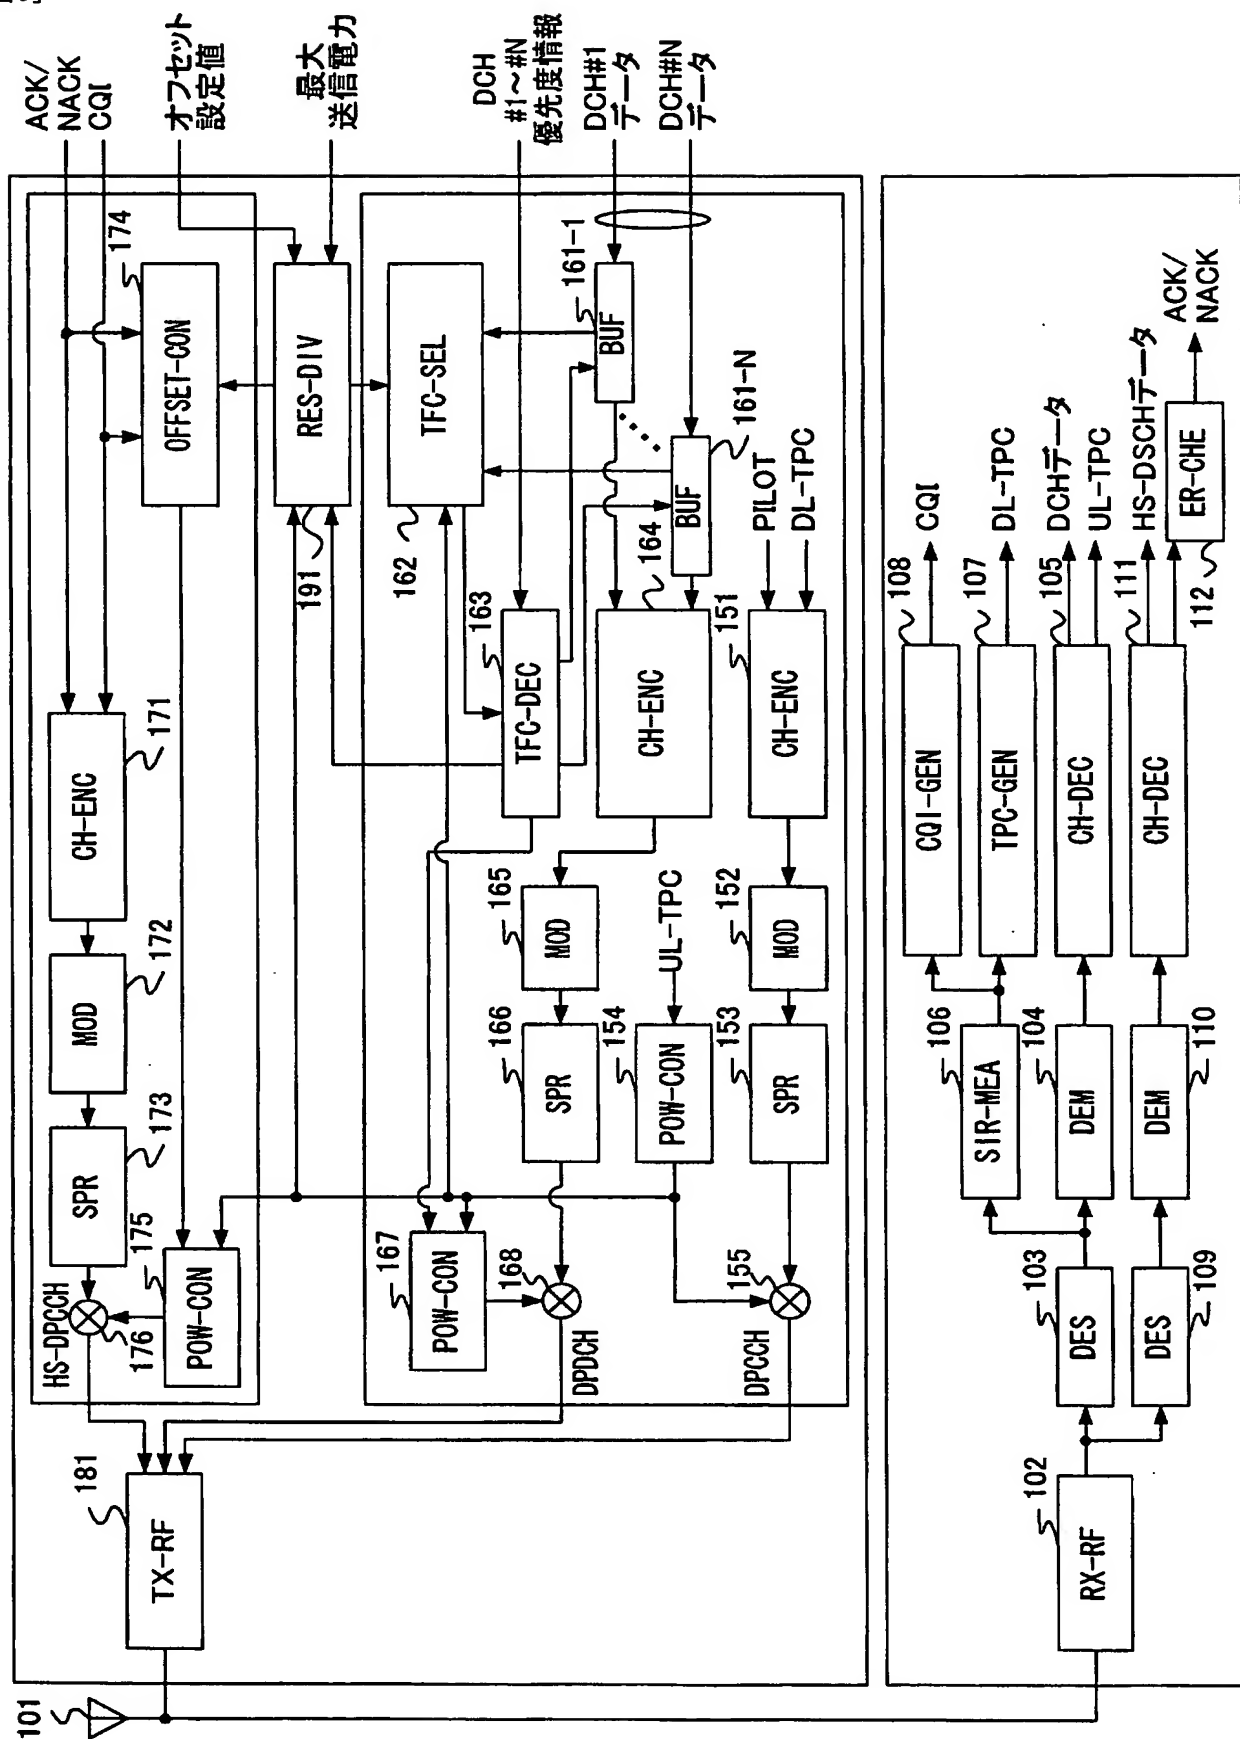 ACK/
NACK
CQI
オフセット
設定値
最大
送信電力
DCH
#1～#N
優先度情報
DCH#1
データ
DCH#N
データ
174
OFFSET-CON
CH-ENC
171
MOD
172
SPR
173
HS-DPCCH
176
POW-CON
175
RES-DIV
191
TFC-SEL
162
BUF
161-1
BUF
161-N
TFC-DEC
163
CH-ENC
164
PILOT
DL-TPC
CH-ENC
151
MOD
165
UL-TPC
MOD
152
SPR
166
POW-CON
154
SPR
153
POW-CON
167
168
DPDCH
155
DPCCH
TX-RF
181
101
RX-RF
102
DES
103
DES
109
SIR-MEA
106
DEM
104
DEM
110
CQI-GEN
108
CQI
TPC-GEN
107
DL-TPC
CH-DEC
105
DCHデータ
UL-TPC
CH-DEC
111
HS-DSCHデータ
ER-CHE
112
ACK/
NACK